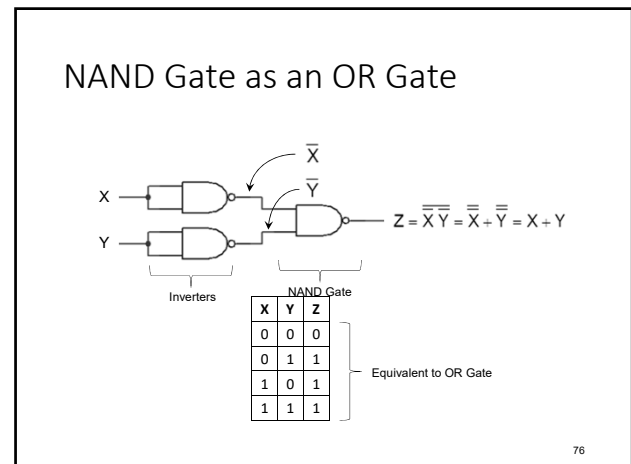 NAND Gate as an OR Gate
X̅
Y̅
X
Y
Z = X̿ Y̿ = X̿ + Y̿ = X + Y
Inverters
NAND Gate
X Y Z
0 0 0
0 1 1
1 0 1
1 1 1
Equivalent to OR Gate
76